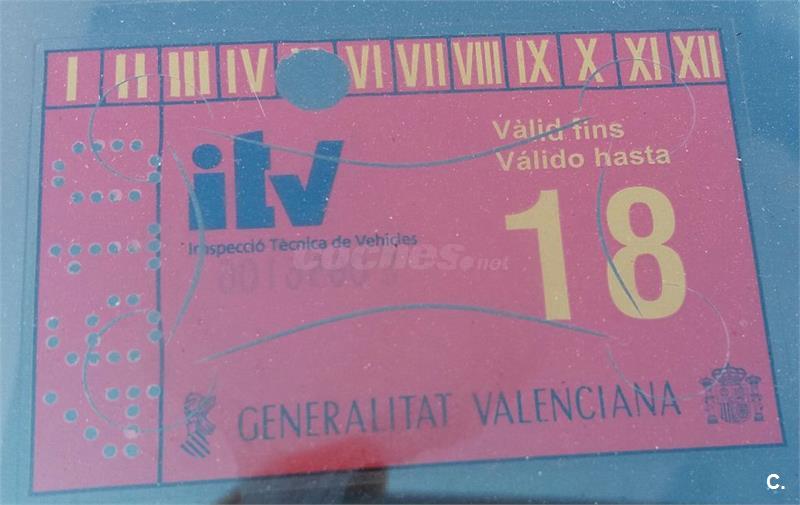 I II III IV VI VII VIII IX X XI XII
Vàlid fins
Válido hasta
itv
18
Inspecció Tècnica de Vehicles
coches.net
GENERALITAT VALENCIANA
C.